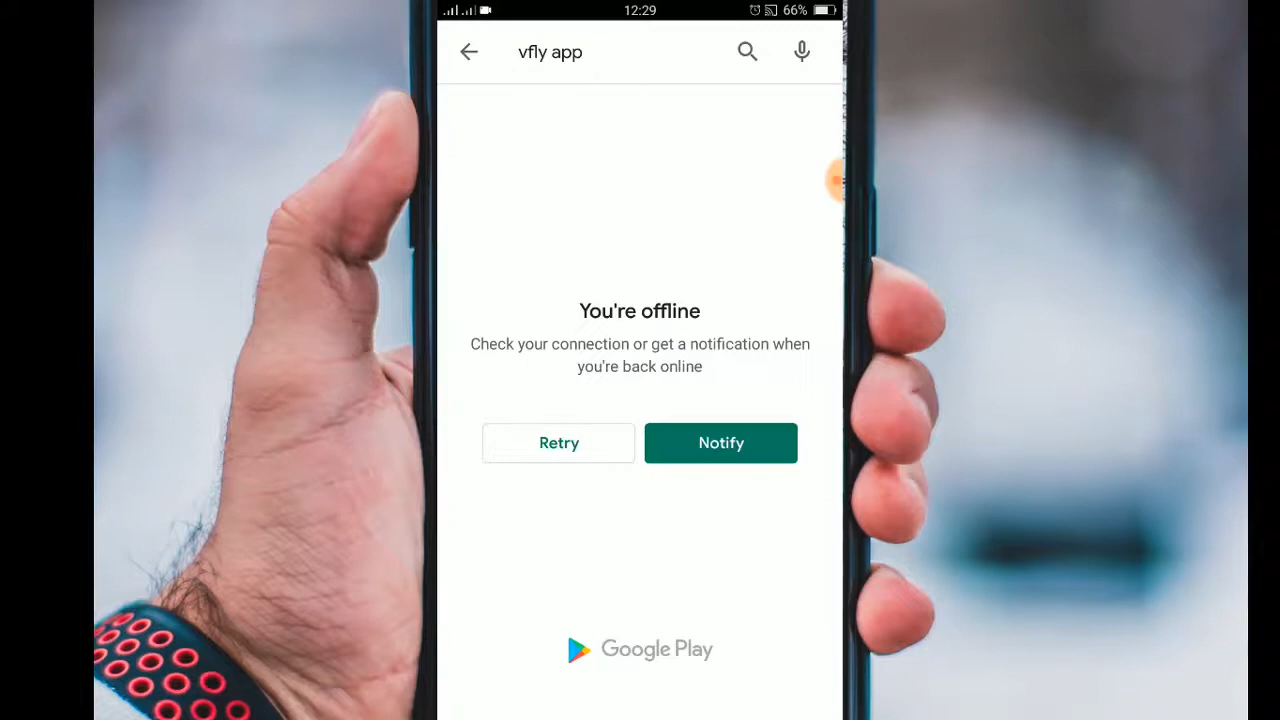 12:29
66%
vfly app
You're offline
Check your connection or get a notification when
you're back online
Retry
Notify
Google Play